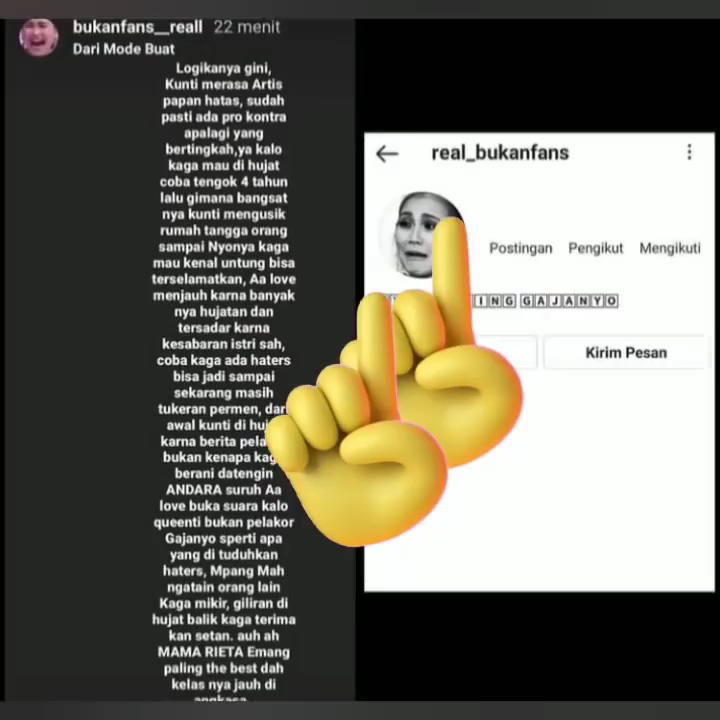 bukanfans__reall 22 menit
Dari Mode Buat
Logikanya gini,
Kunti merasa Artis
papan hatas, sudah
pasti ada pro kontra
apalagi yang
bertingkah,ya kalo
kaga mau di hujat
coba tengok 4 tahun
lalu gimana bangsat
nya kunti mengusik
rumah tangga orang
sampai Nyonya kaga
mau kenal untung bisa
terselamatkan, Aa love
menjauh karna banyak
nya hujatan dan
tersadar karna
kesabaran istri sah,
coba kaga ada haters
bisa jadi sampai
sekarang masih
tukeran permen, dari
awal kunti di
karna berita
bukan kenapa
berani datengin
ANDARA suruh Aa
love buka suara kalo
queenti bukan pelakor
Gajanyo sperti apa
yang di tuduhkan
haters, Mpang Mah
ngatain orang lain
Kaga mikir, giliran di
hujat balik kaga terima
kan setan. auh ah
MAMA RIETA Emang
paling the best dah
kelas nya jauh di
angkasa
real_bukanfans
Postingan Pengikut Mengikuti
ING GAJANYO
Kirim Pesan